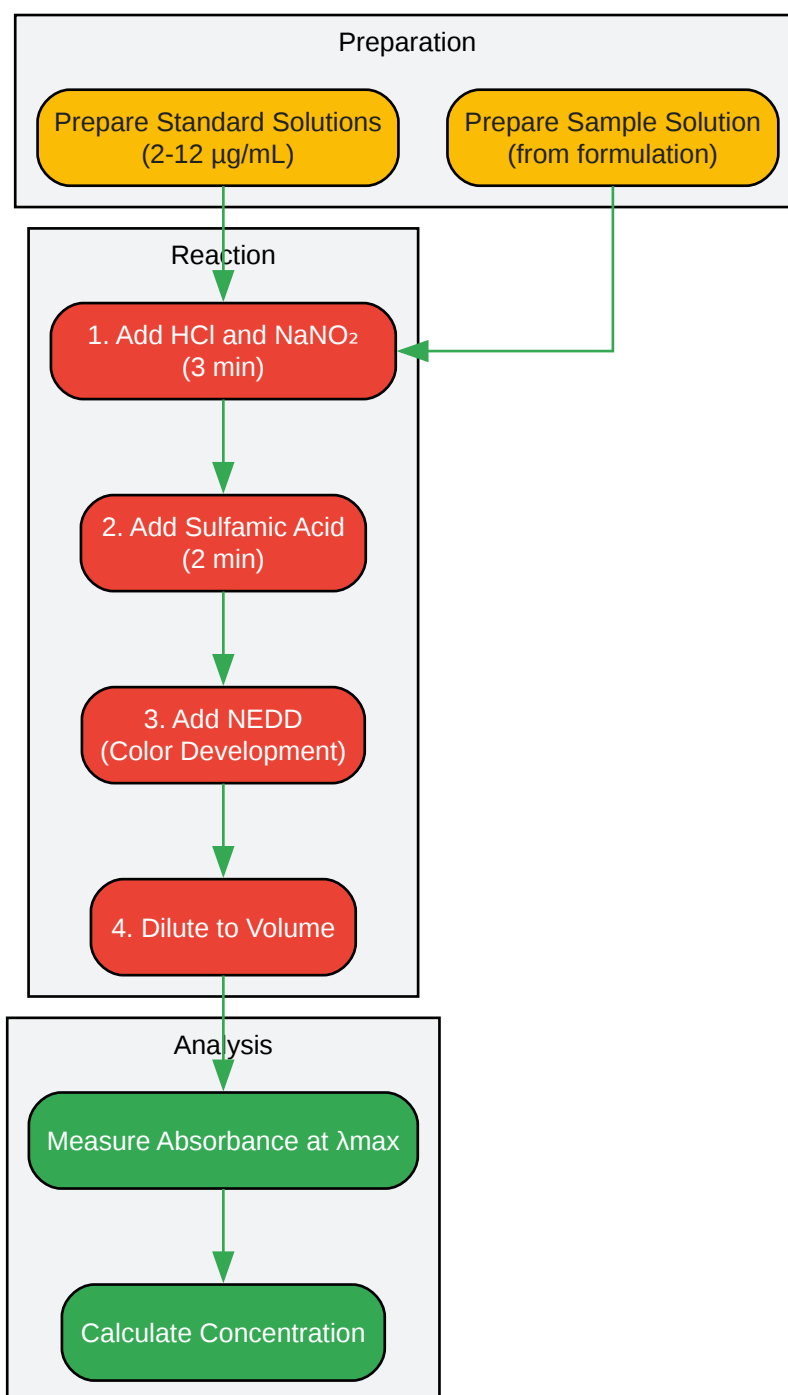 Preparation
Prepare Standard Solutions
(2-12 µg/mL)
Prepare Sample Solution
(from formulation)
Reaction
1. Add HCl and NaNO₂
(3 min)
2. Add Sulfamic Acid
(2 min)
3. Add NEDD
(Color Development)
4. Dilute to Volume
Analysis
Measure Absorbance at λmax
Calculate Concentration